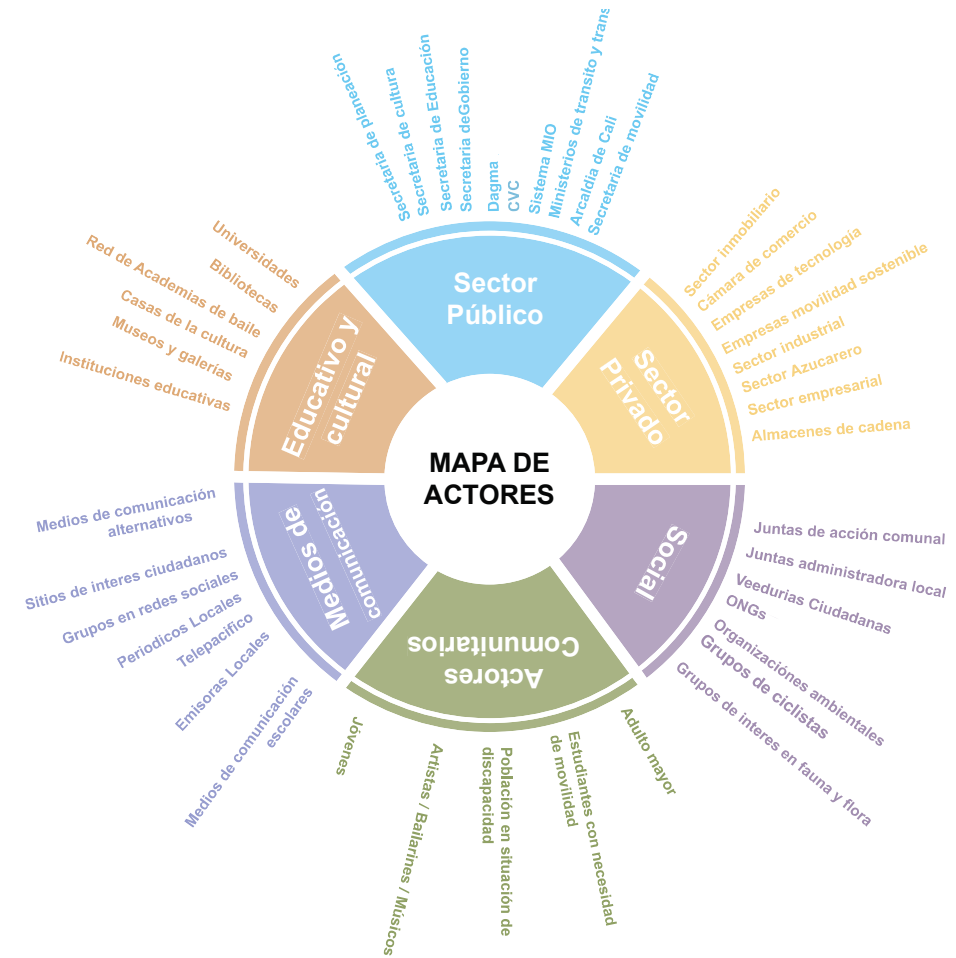 MAPA DE
ACTORES
Sector
Público
Secretaria de planeación
Secretaria de cultura
Secretaria de Educación
Secretaria deGobierno
Dagma
CVC
Sistema MIO
Ministerios de transito y trans
Arcaldia de Cali
Secretaria de movilidad
Sector
Privado
Sector inmobiliario
Cámara de comercio
Empresas de tecnología
Empresas movilidad sostenible
Sector industrial
Sector Azucarero
Sector empresarial
Almacenes de cadena
Social
Juntas de acción comunal
Juntas administradora local
Veedurias Ciudadanas
ONGs
Organizaciónes ambientales
Grupos de ciclistas
Grupos de interes en fauna y flora
Actores
Comunitarios
Adulto mayor
Estudiantes con necesidad
de movilidad
Población en situación de
discapacidad
Artistas / Bailarines / Músicos
Jóvenes
Medios de
comunicación
Medios de comunicación
escolares
Emisoras Locales
Telepacifico
Periodicos Locales
Grupos en redes sociales
Sitios de interes ciudadanos
Medios de comunicación
alternativos
Educativo y
cultural
Instituciones educativas
Museos y galerías
Casas de la cultura
Red de Academias de baile
Bibliotecas
Universidades